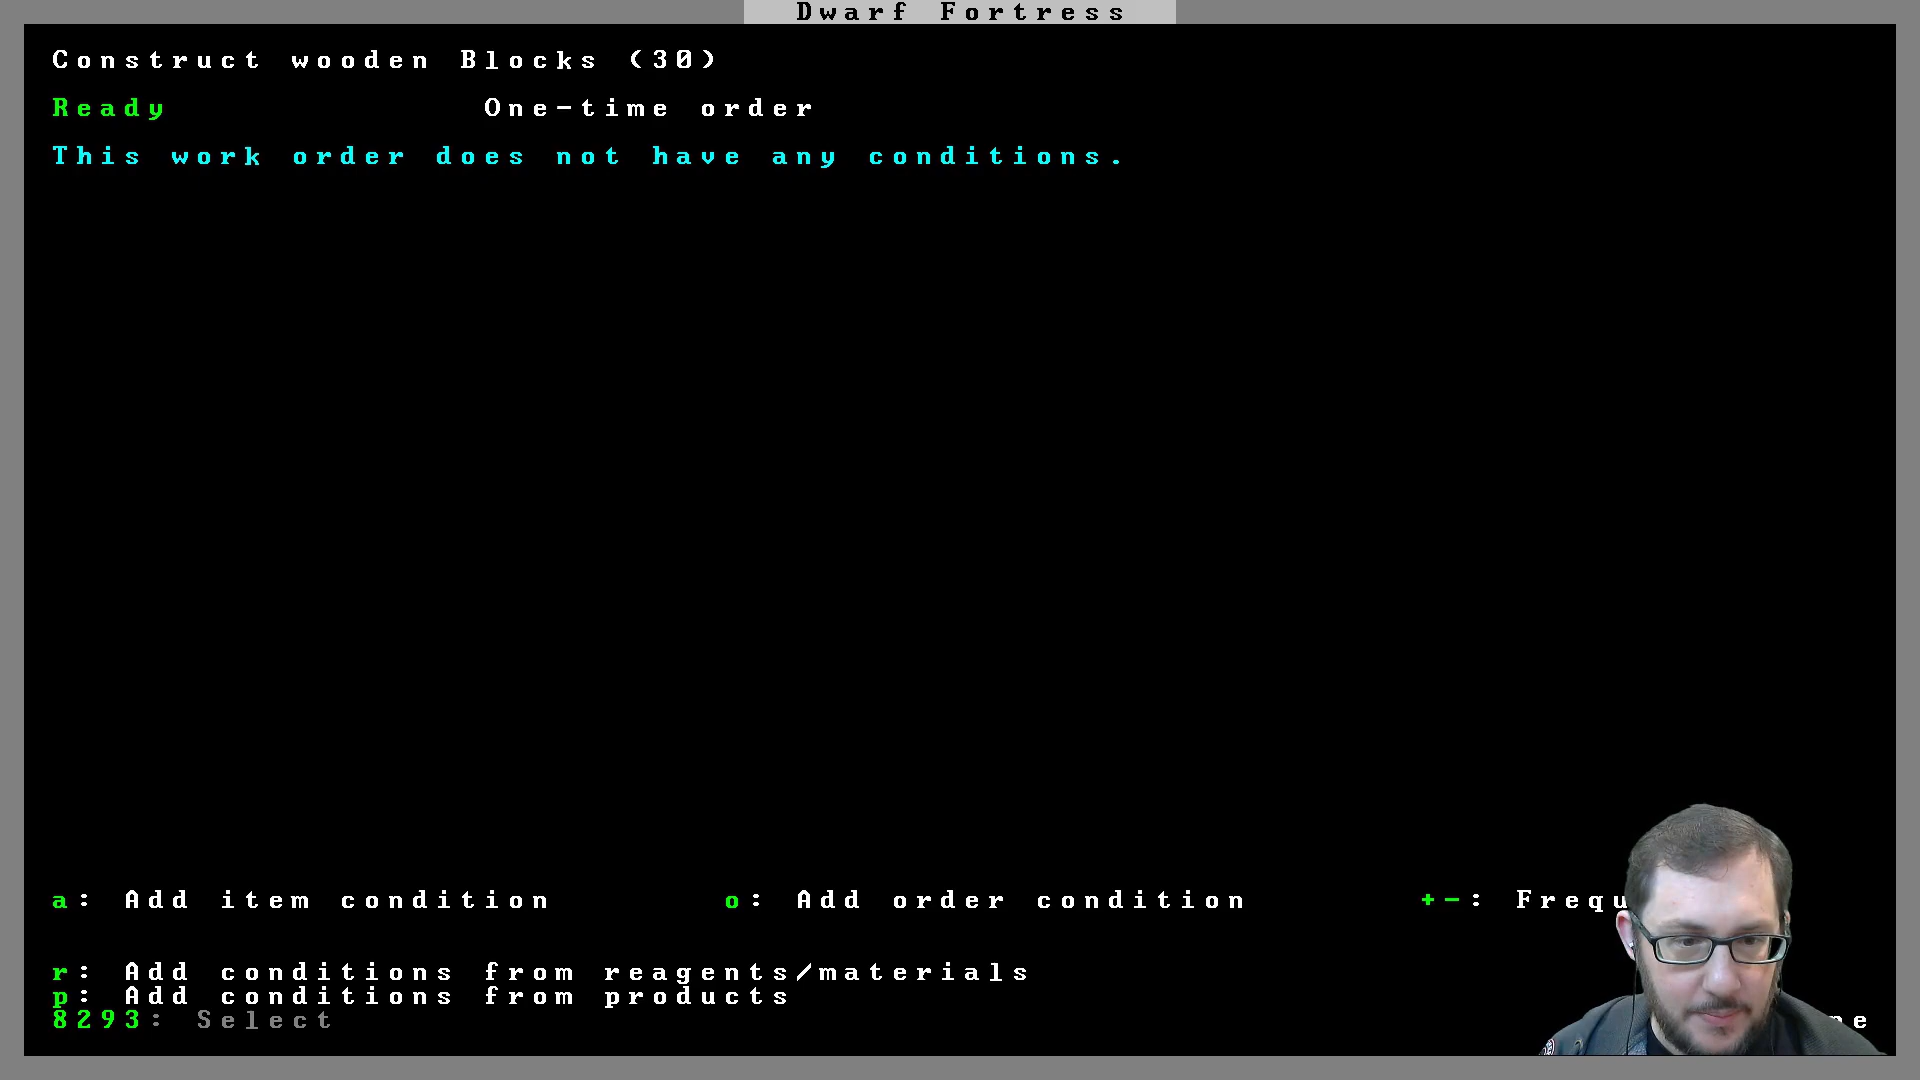 Dwarf Fortress
Construct wooden Blocks (30)
Ready One-time order
This work order does not have any conditions.
a: Add item condition o: Add order condition +-:
r: Add conditions from reagents/materials
p: Add conditions from products
8293: Select